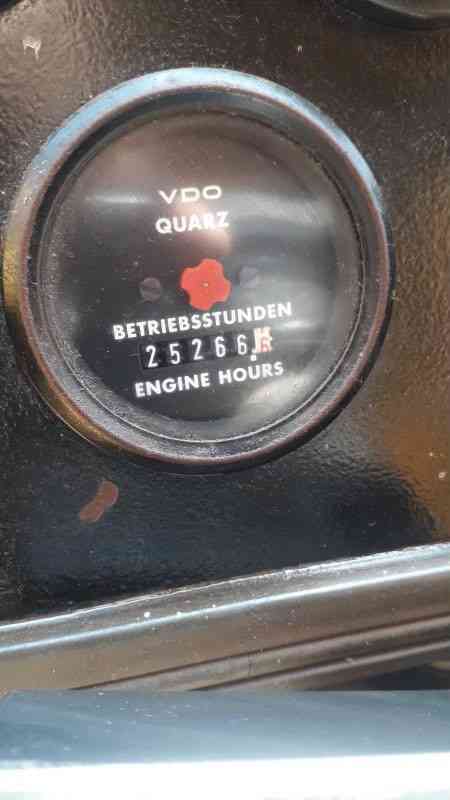 VDO
QUARZ
BETRIEBSSTUNDEN
25266
ENGINE HOURS